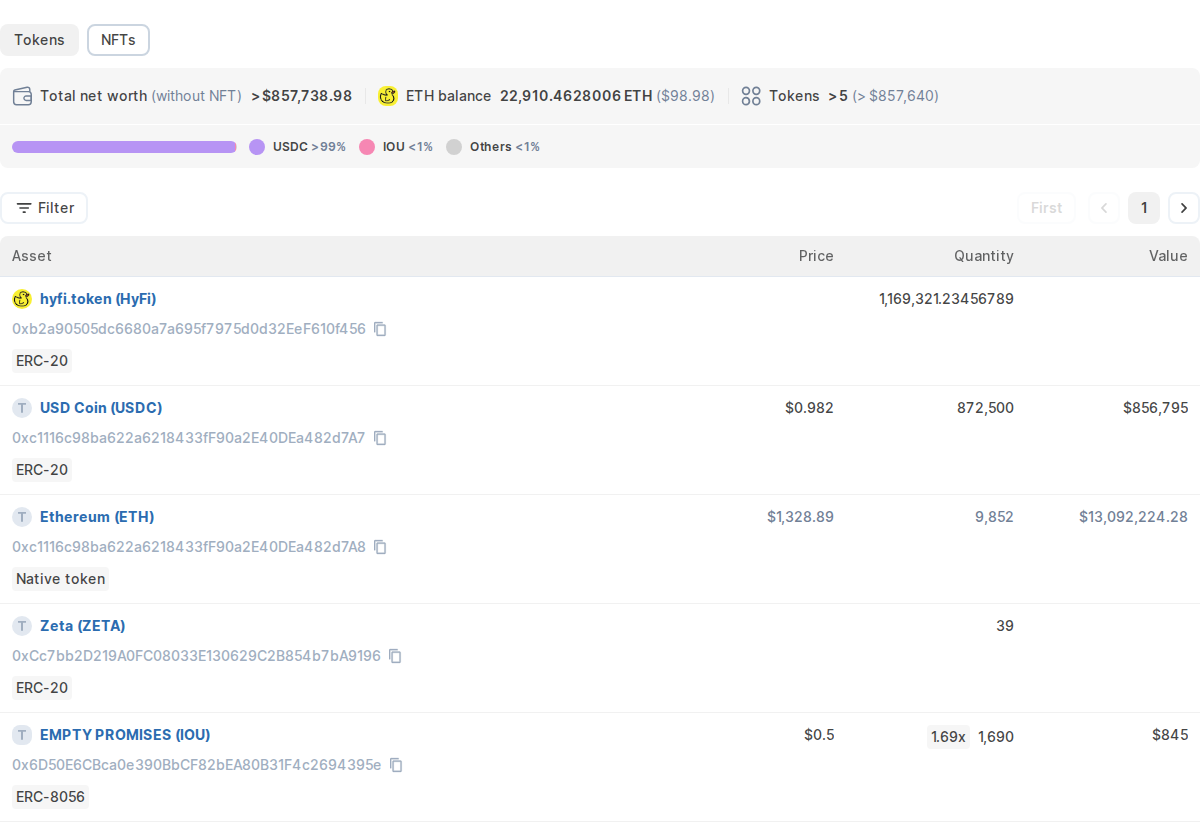 Tokens NFTs
Total net worth (without NFT) >$857,738.98 ETH balance 22,910.4628006 ETH ($98.98) Tokens >5 (> $857,640)
USDC >99% IOU <1% Others <1%
Filter First 1
Asset Price Quantity Value
hyfi.token (HyFi) 1,169,321.23456789
0xb2a90505dc6680a7a695f7975d0d32EeF610f456
ERC-20
T USD Coin (USDC) $0.982 872,500 $856,795
0xc1116c98ba622a6218433fF90a2E40DEa482d7A7
ERC-20
T Ethereum (ETH) $1,328.89 9,852 $13,092,224.28
0xc1116c98ba622a6218433fF90a2E40DEa482d7A8
Native token
T Zeta (ZETA) 39
0xCc7bb2D219A0FC08033E130629C2B854b7bA9196
ERC-20
T EMPTY PROMISES (IOU) $0.5 1.69x 1,690 $845
0x6D50E6CBca0e390BbCF82bEA80B31F4c2694395e
ERC-8056